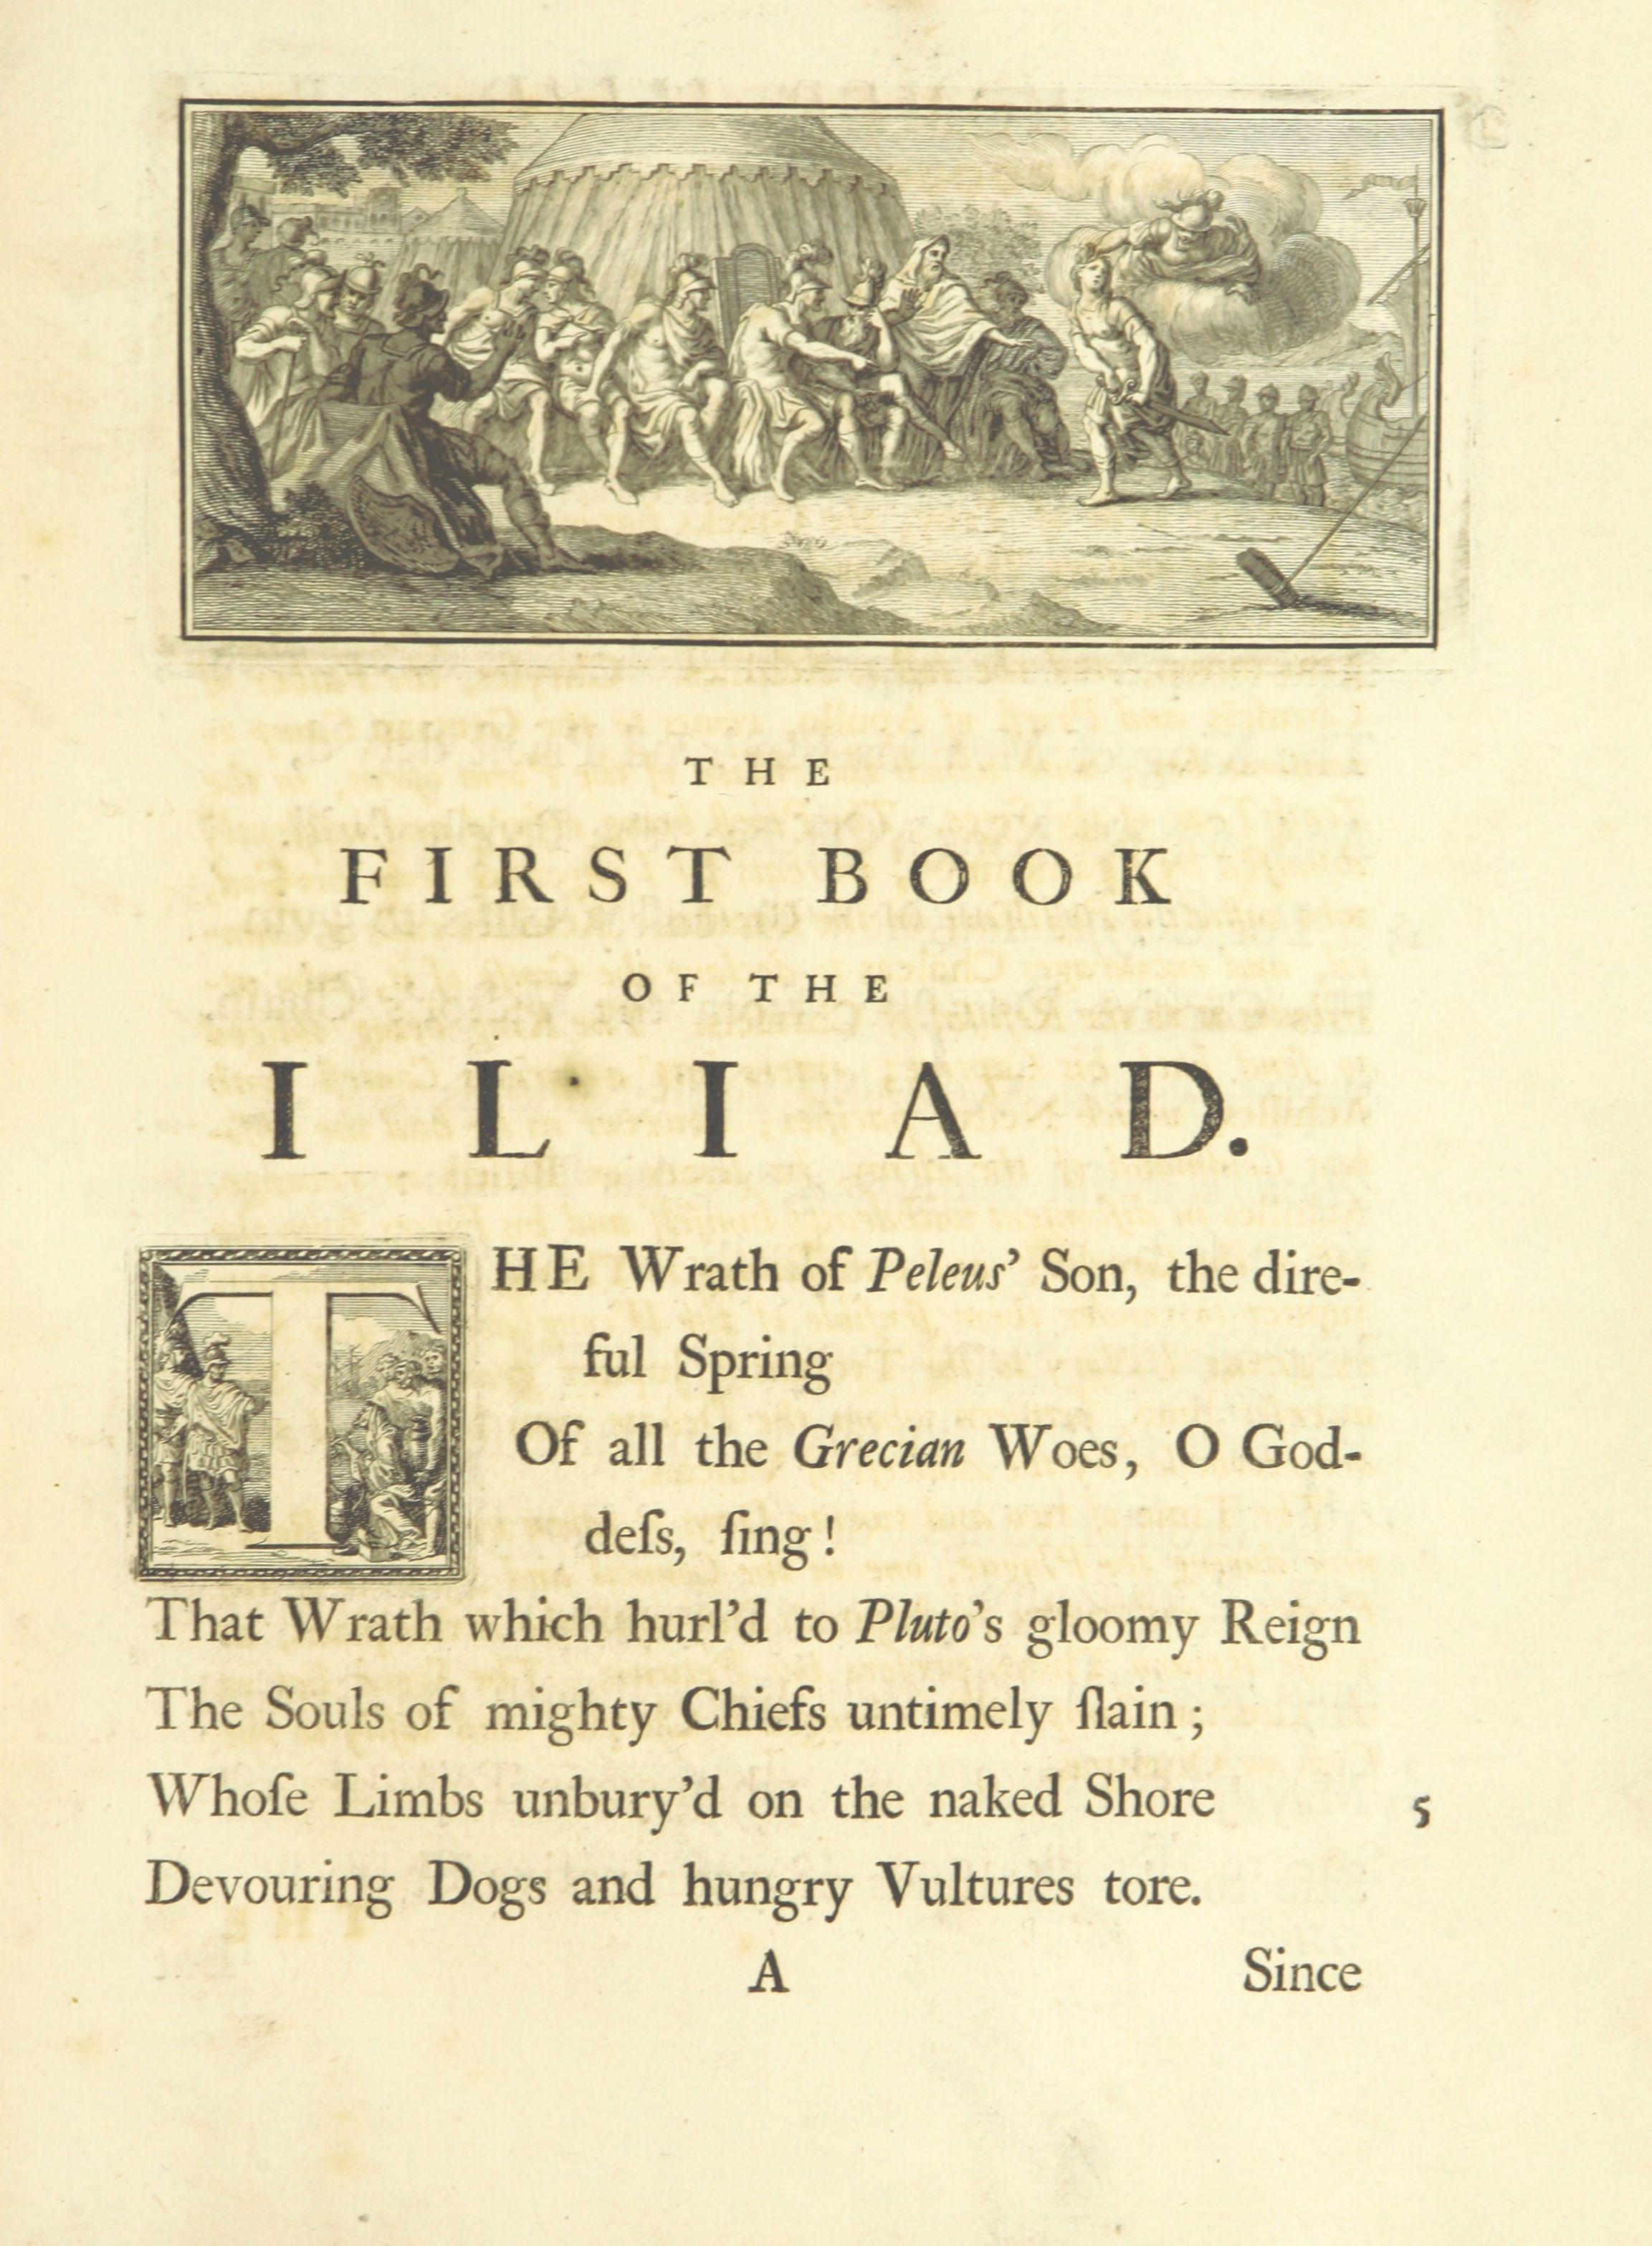 THE
FIRST BOOK
OF THE
ILIAD.
THE Wrath of Peleus' Son, the dire-
ful Spring
Of all the Grecian Woes, O God-
deſs, ſing!
That Wrath which hurl'd to Pluto's gloomy Reign
The Souls of mighty Chiefs untimely ſlain;
Whoſe Limbs unbury'd on the naked Shore 5
Devouring Dogs and hungry Vultures tore.
A Since